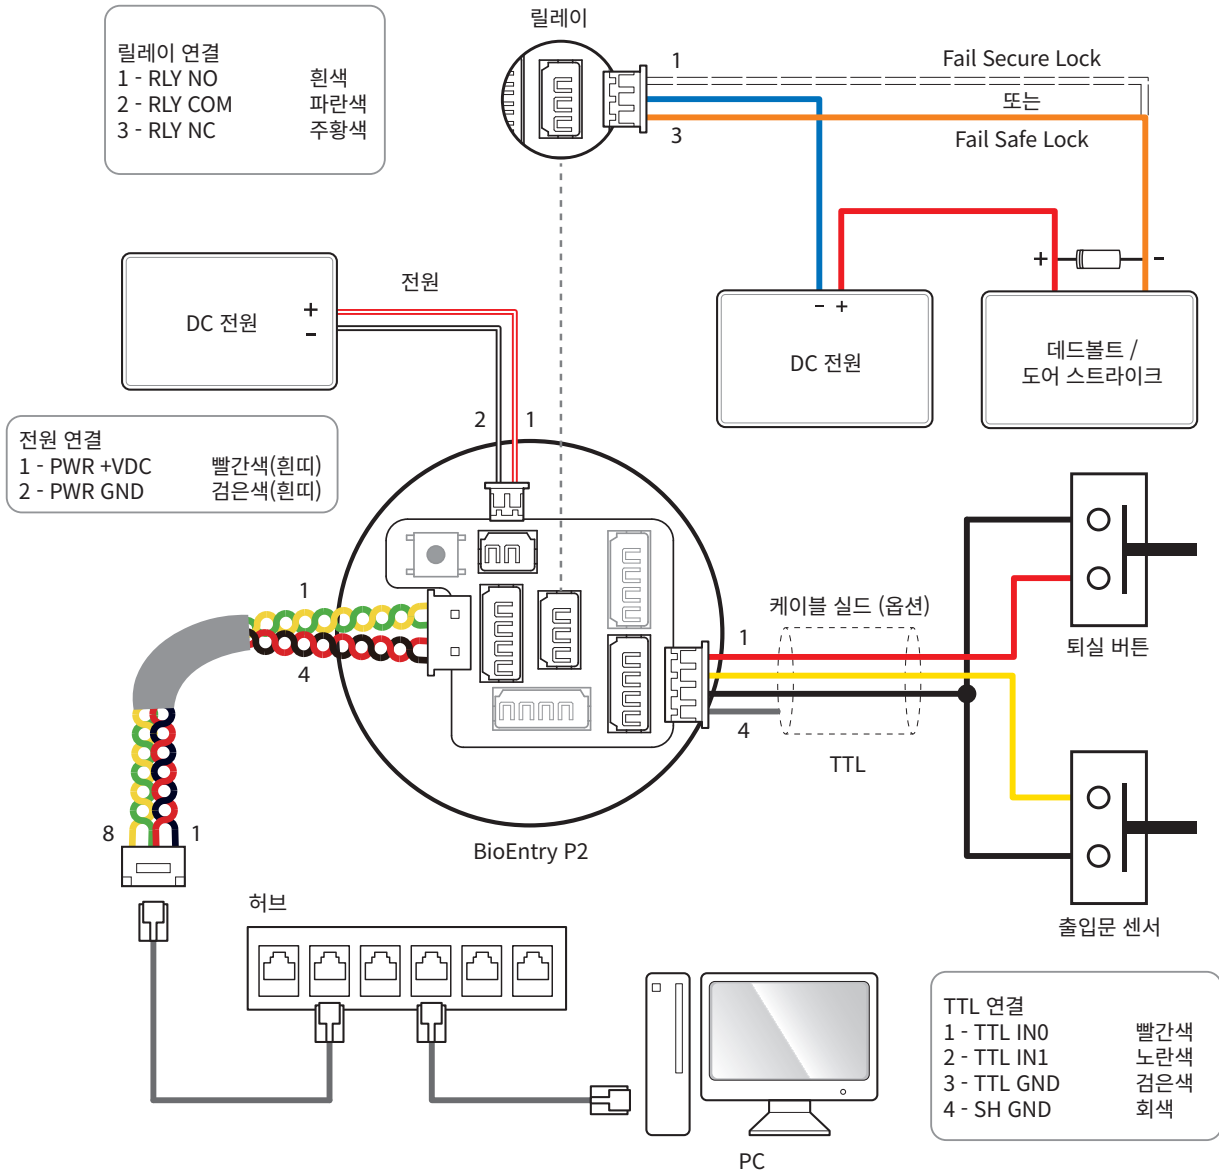 릴레이
릴레이 연결
1 - RLY NO 흰색
2 - RLY COM 파란색
3 - RLY NC 주황색
1
Fail Secure Lock
또는
3
Fail Safe Lock
+ -
- +
DC 전원
데드볼트 /
도어 스트라이크
전원
DC 전원
+
-
2 1
전원 연결
1 - PWR +VDC 빨간색(흰띠)
2 - PWR GND 검은색(흰띠)
1
4
케이블 실드 (옵션)
1
4
TTL
퇴실 버튼
출입문 센서
BioEntry P2
8 1
허브
PC
TTL 연결
1 - TTL IN0 빨간색
2 - TTL IN1 노란색
3 - TTL GND 검은색
4 - SH GND 회색